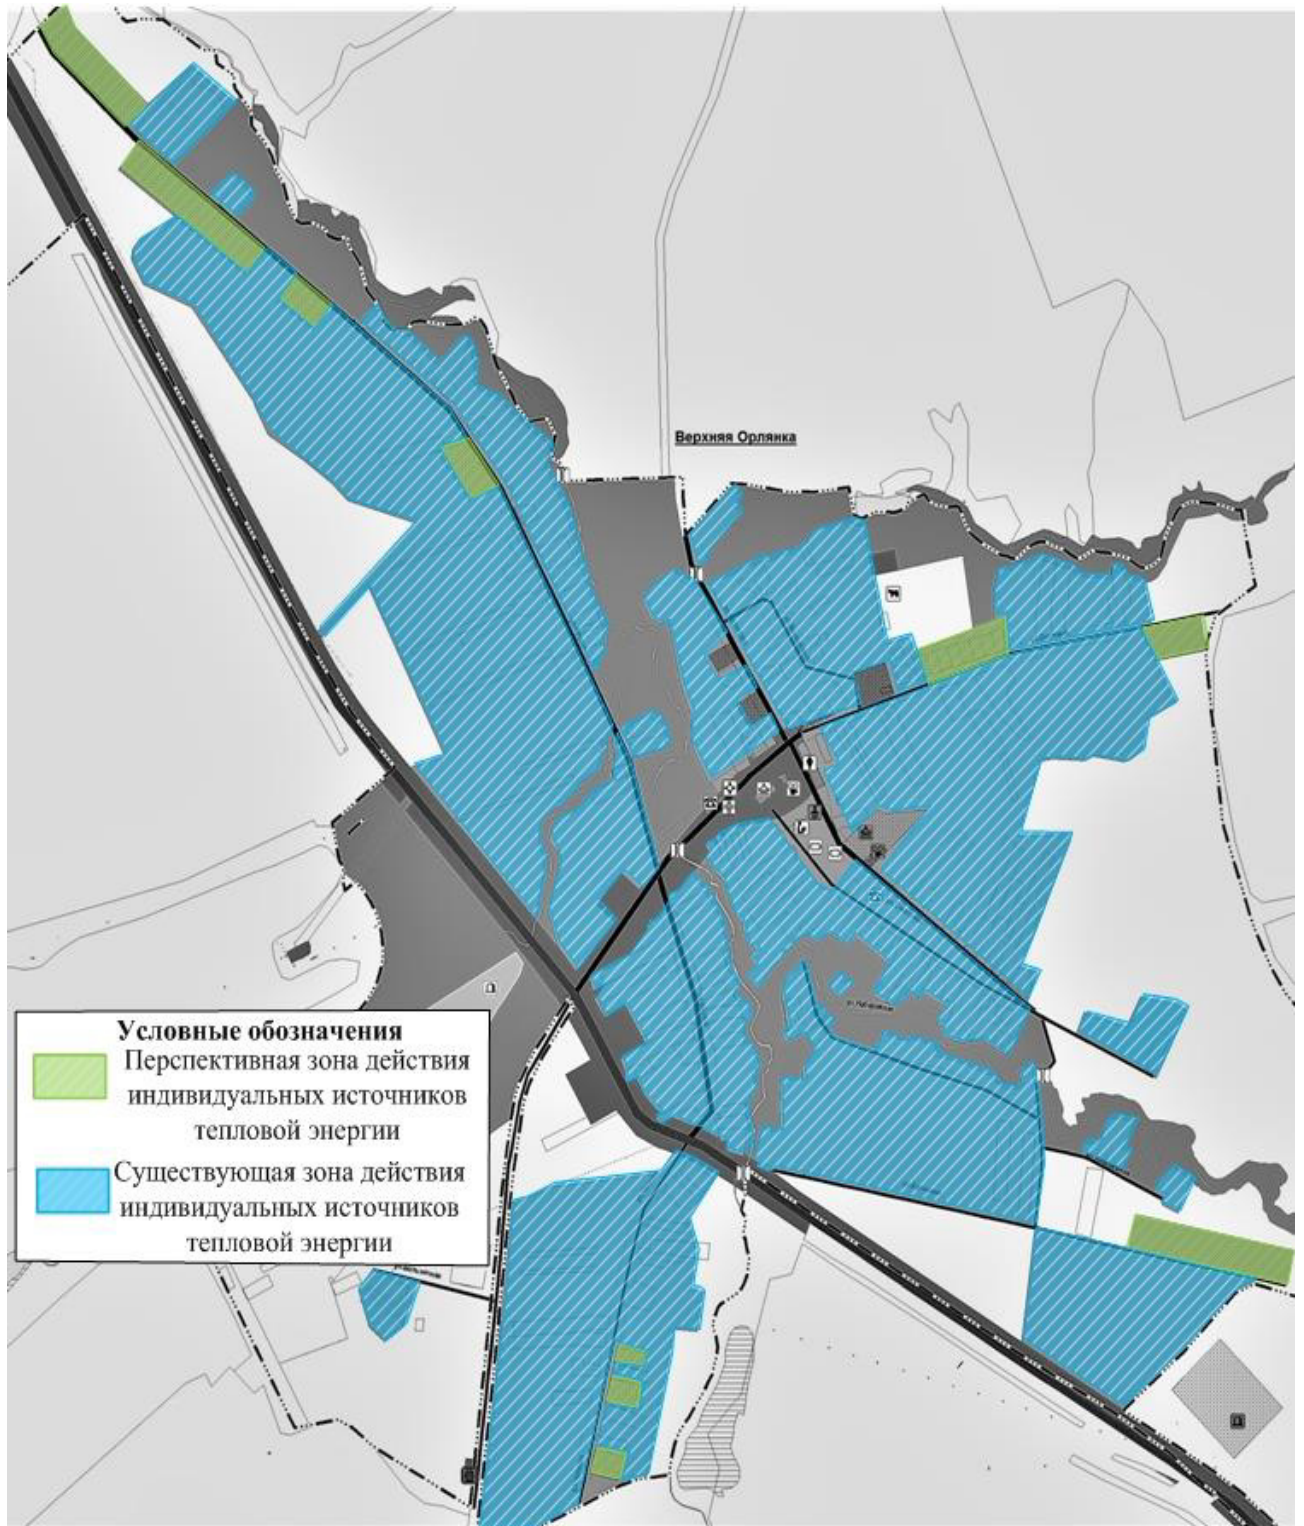 Верхняя Орлянка
Условные обозначения
Перспективная зона действия
индивидуальных источников
тепловой энергии
Существующая зона действия
индивидуальных источников
тепловой энергии